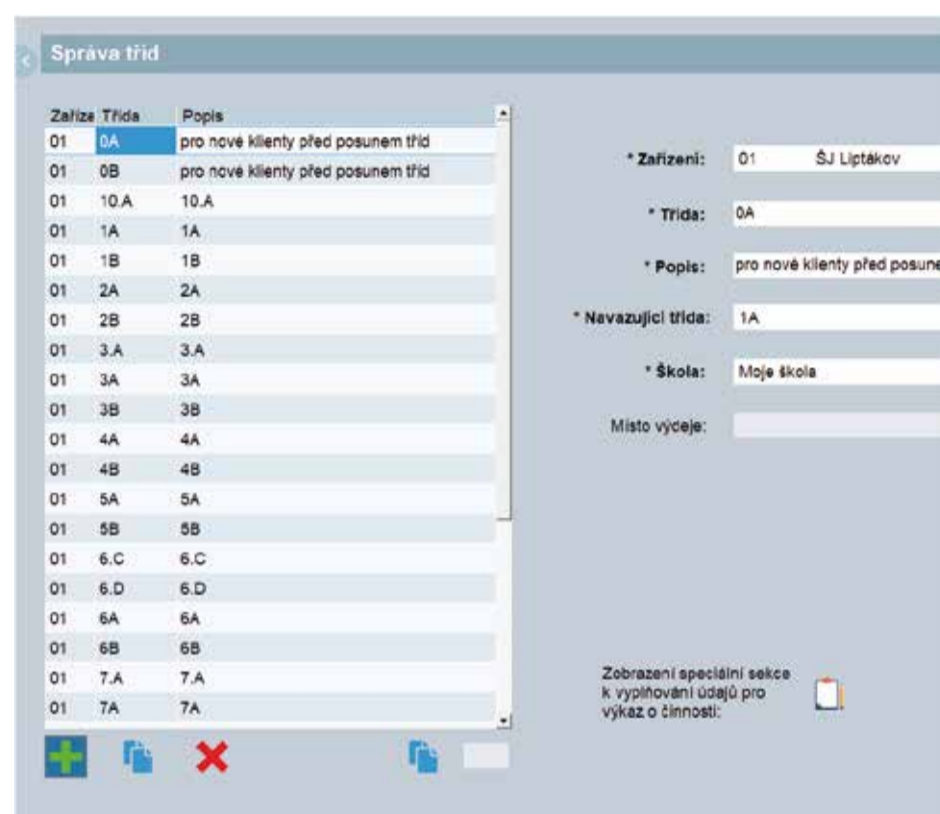 Správa tříd
Zaříze Třída Popis
01 0A pro nové klienty před posunem tříd
01 0B pro nové klienty před posunem tříd
01 10.A 10.A
01 1A 1A
01 1B 1B
01 2A 2A
01 2B 2B
01 3.A 3.A
01 3A 3A
01 3B 3B
01 4A 4A
01 4B 4B
01 5A 5A
01 5B 5B
01 6.C 6.C
01 6.D 6.D
01 6A 6A
01 6B 6B
01 7.A 7.A
01 7A 7A
* Zařízení: 01 ŠJ Liptákov
* Třída: 0A
* Popis: pro nové klienty před posune
* Navazující třída: 1A
* Škola: Moje škola
Místo výdeje:
Zobrazení speciální sekce
k vyplňování údajů pro
výkaz o činnosti: